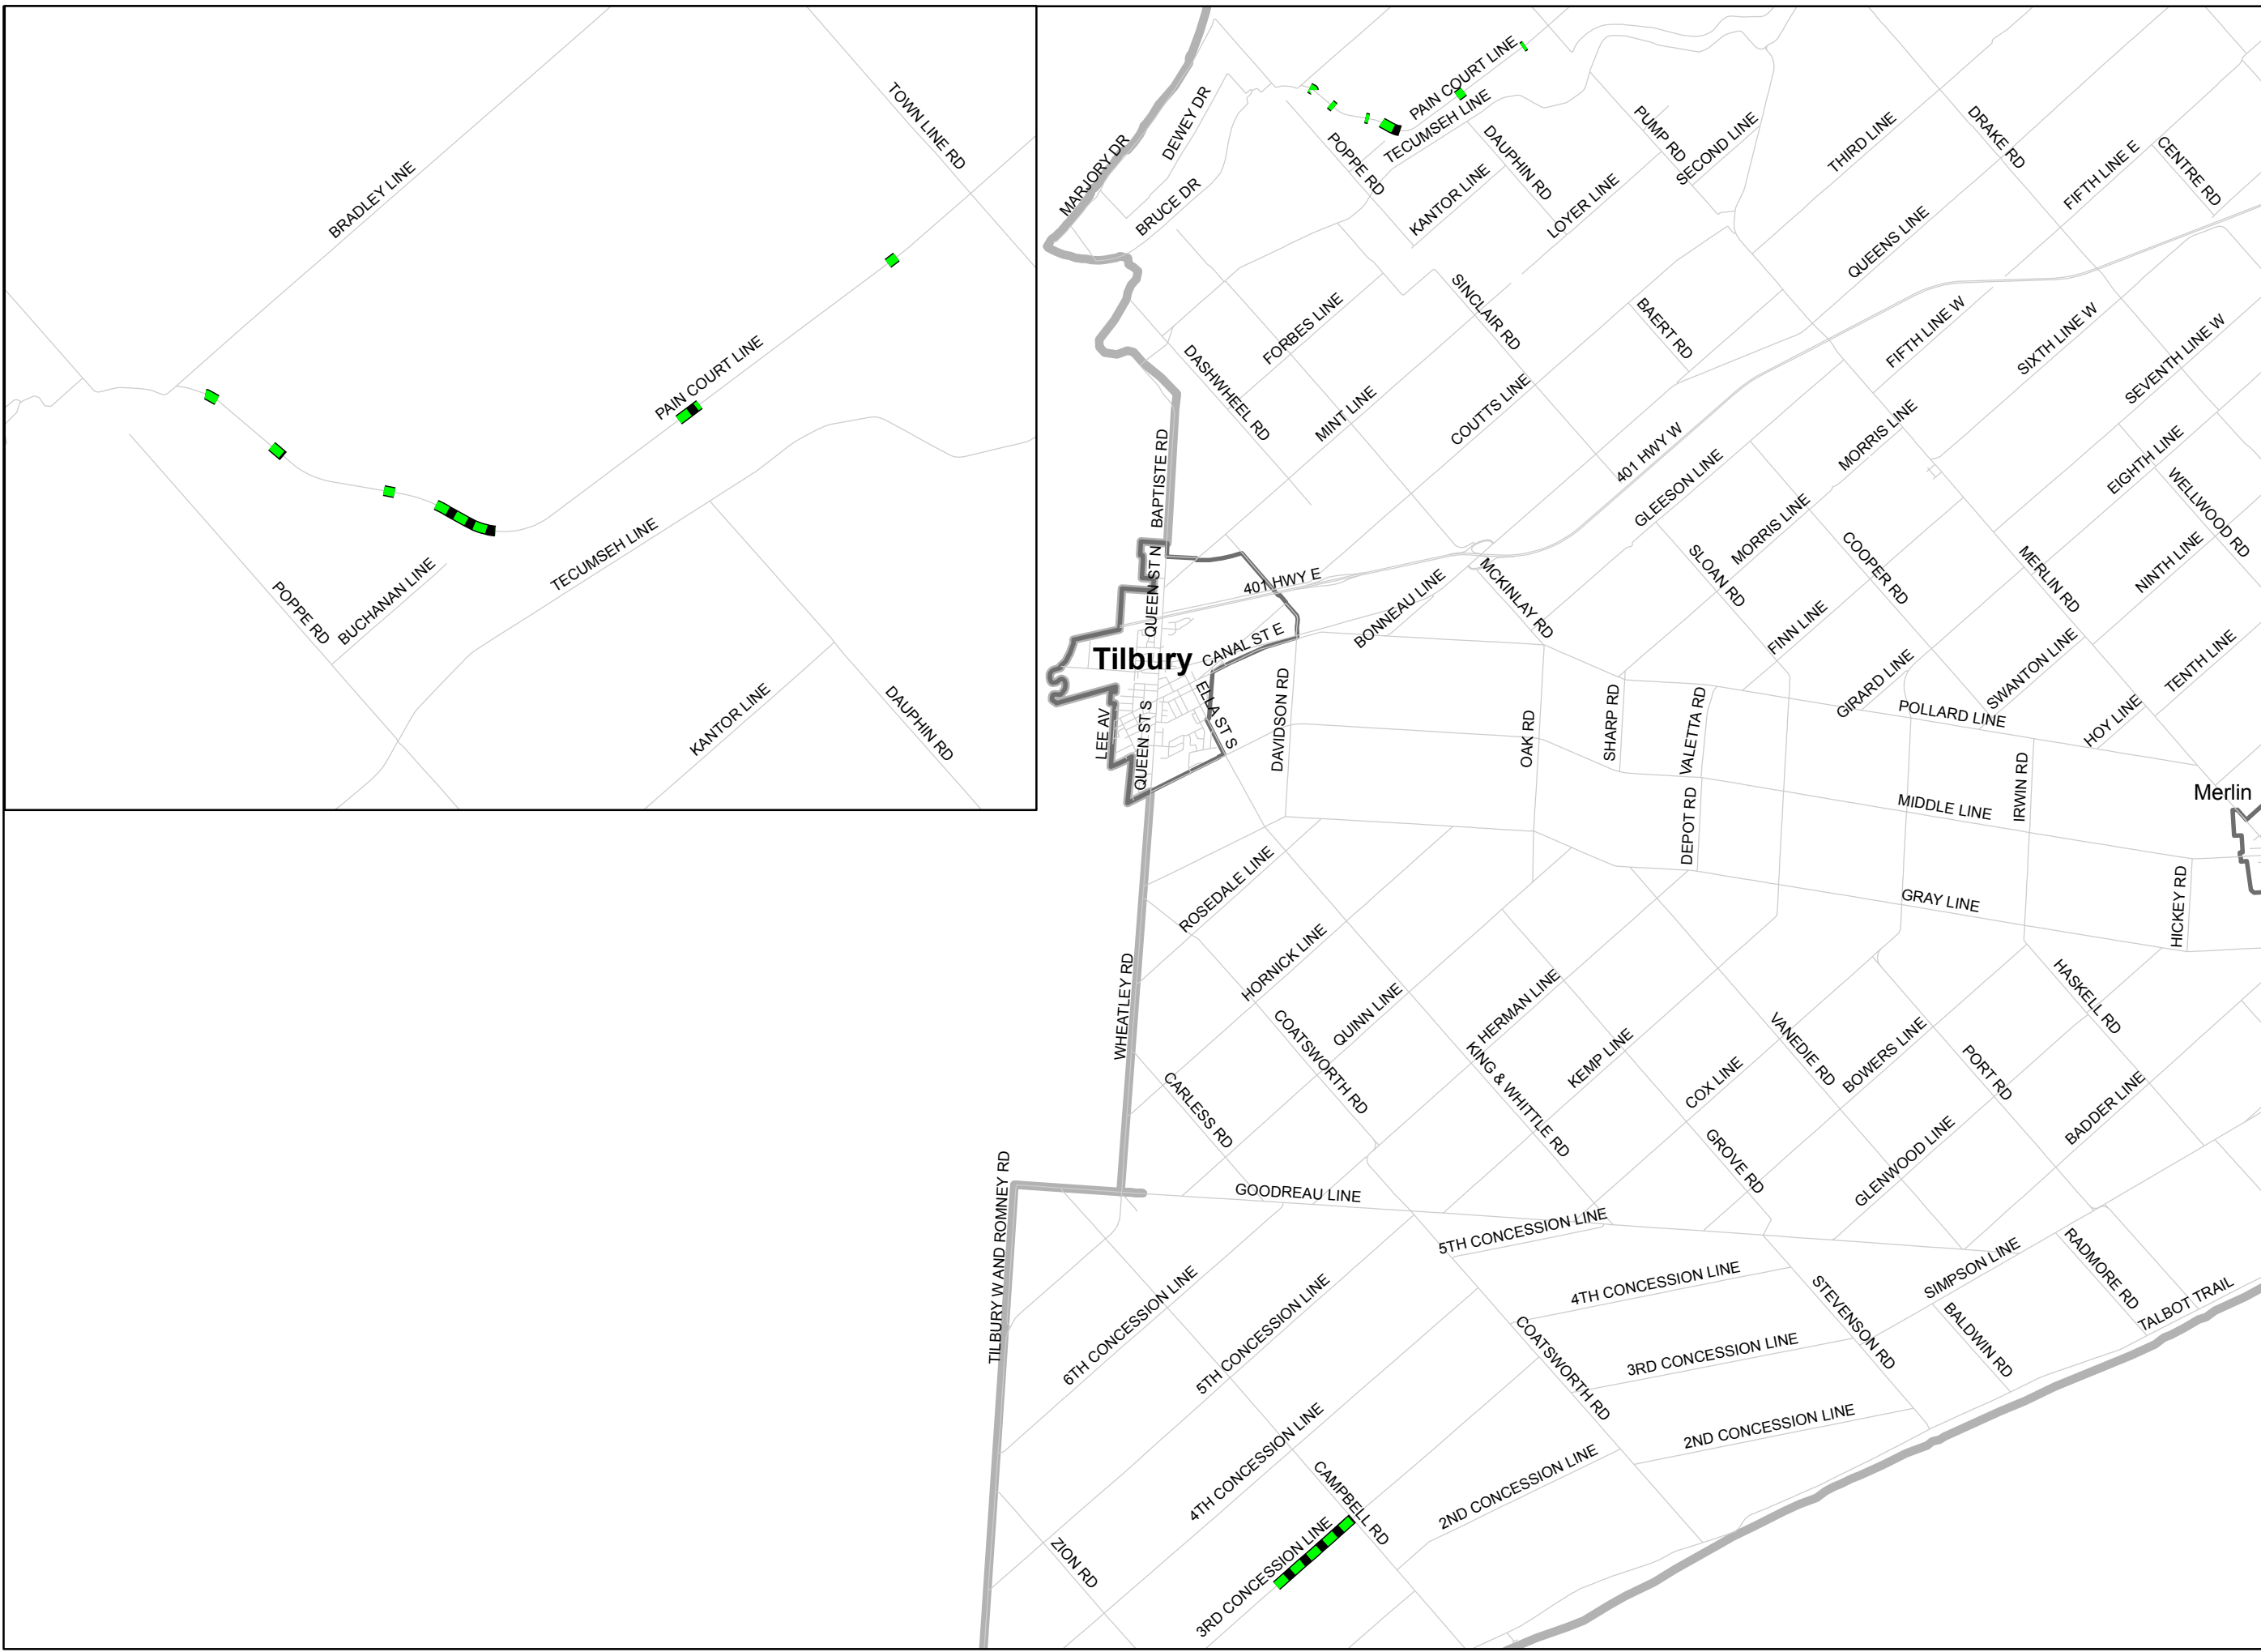 BRADLEY LINE
TOWN LINE RD
PAIN COURT LINE
TECUMSEH LINE
POPPE RD
BUCHANAN LINE
KANTOR LINE
DAUPHIN RD
PAIN COURT LINE
TECUMSEH LINE
DEWEY DR
MARJORY DR
BRUCE DR
POPPE RD
KANTOR LINE
DAUPHIN RD
LOYER LINE
PUMP RD
SECOND LINE
THIRD LINE
DRAKE RD
FIFTH LINE E
CENTRE RD
QUEENS LINE
FORBES LINE
SINCLAIR RD
BAERT RD
FIFTH LINE W
SIXTH LINE W
SEVENTH LINE W
DASHWHEEL RD
MINT LINE
COUTTS LINE
401 HWY W
MORRIS LINE
GLEESON LINE
EIGHTH LINE
WELLWOOD RD
BAPTISTE RD
QUEEN ST N
401 HWY E
BONNEAU LINE
MCKINLAY RD
SLOAN RD
MORRIS LINE
COOPER RD
MERLIN RD
NINTH LINE
FINN LINE
Tilbury
CANAL ST E
ELLA ST S
LEE AV
QUEEN ST S
DAVIDSON RD
OAK RD
SHARP RD
VALETTA RD
GIRARD LINE
SWANTON LINE
TENTH LINE
POLLARD LINE
HOY LINE
DEPOT RD
MIDDLE LINE
IRWIN RD
Merlin
ROSEDALE LINE
GRAY LINE
HICKEY RD
WHEATLEY RD
HORNICK LINE
QUINN LINE
HERMAN LINE
HASKELL RD
COATSWORTH RD
KING & WHITTLE RD
KEMP LINE
COX LINE
VANEDIE RD
BOWERS LINE
PORT RD
BADDER LINE
CARLESS RD
GROVE RD
GLENWOOD LINE
TILBURY W AND ROMNEY RD
GOODREAU LINE
5TH CONCESSION LINE
4TH CONCESSION LINE
SIMPSON LINE
RADMORE RD
TALBOT TRAIL
6TH CONCESSION LINE
5TH CONCESSION LINE
COATSWORTH RD
3RD CONCESSION LINE
STEVENSON RD
BALDWIN RD
4TH CONCESSION LINE
2ND CONCESSION LINE
CAMPBELL RD
2ND CONCESSION LINE
ZION RD
3RD CONCESSION LINE